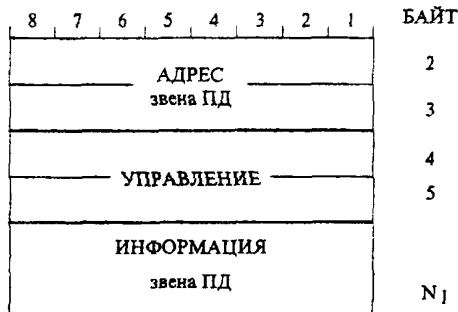 8 7 6 5 4 3 2 1 БАЙТ
АДРЕС 2
звена ПД
3
4
УПРАВЛЕНИЕ
5
ИНФОРМАЦИЯ
звена ПД
N 1